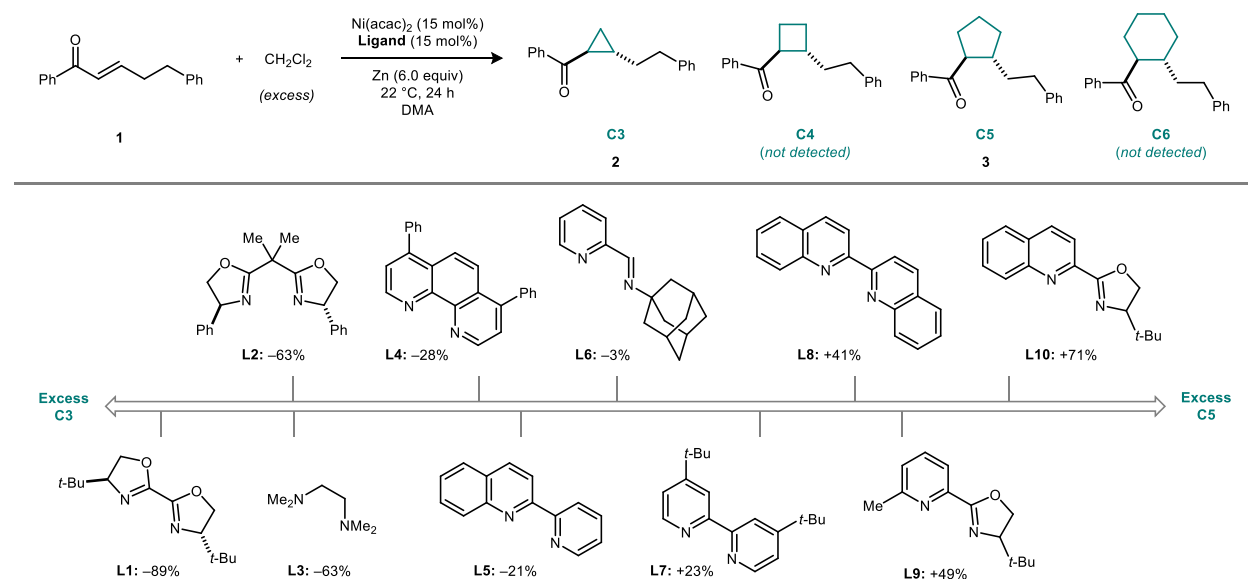 O
Ph
Ph
1
+
CH2Cl2
(excess)
Ni(acac)2 (15 mol%)
Ligand (15 mol%)
Zn (6.0 equiv)
22 °C, 24 h
DMA
Ph
O
Ph
C3
2
Ph
O
Ph
C4
(not detected)
Ph
O
Ph
C5
3
Ph
O
Ph
C6
(not detected)
Me
Me
O
O
N
N
Ph
Ph
L2: –63%
Ph
Ph
N
N
L4: –28%
N
N
L6: –3%
N
N
L8: +41%
N
O
N
t-Bu
L10: +71%
Excess
C3
Excess
C5
t-Bu
O
N
O
N
t-Bu
L1: –89%
Me2N
NMe2
L3: –63%
N
N
L5: –21%
t-Bu
t-Bu
N
N
L7: +23%
Me
N
O
N
t-Bu
L9: +49%